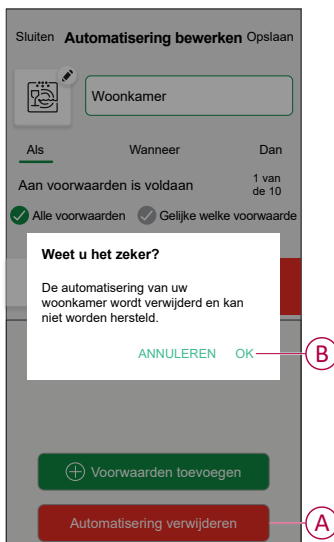 Sluiten Automatisering bewerken Opslaan
Woonkamer
Als Wanneer Dan
Aan voorwaarden is voldaan 1 van
de 10
Alle voorwaarden Gelijke welke voorwaarde
Weet u het zeker?
De automatisering van uw
woonkamer wordt verwijderd en kan
niet worden hersteld.
ANNULEREN OK
B
Voorwaarden toevoegen
Automatisering verwijderen
A